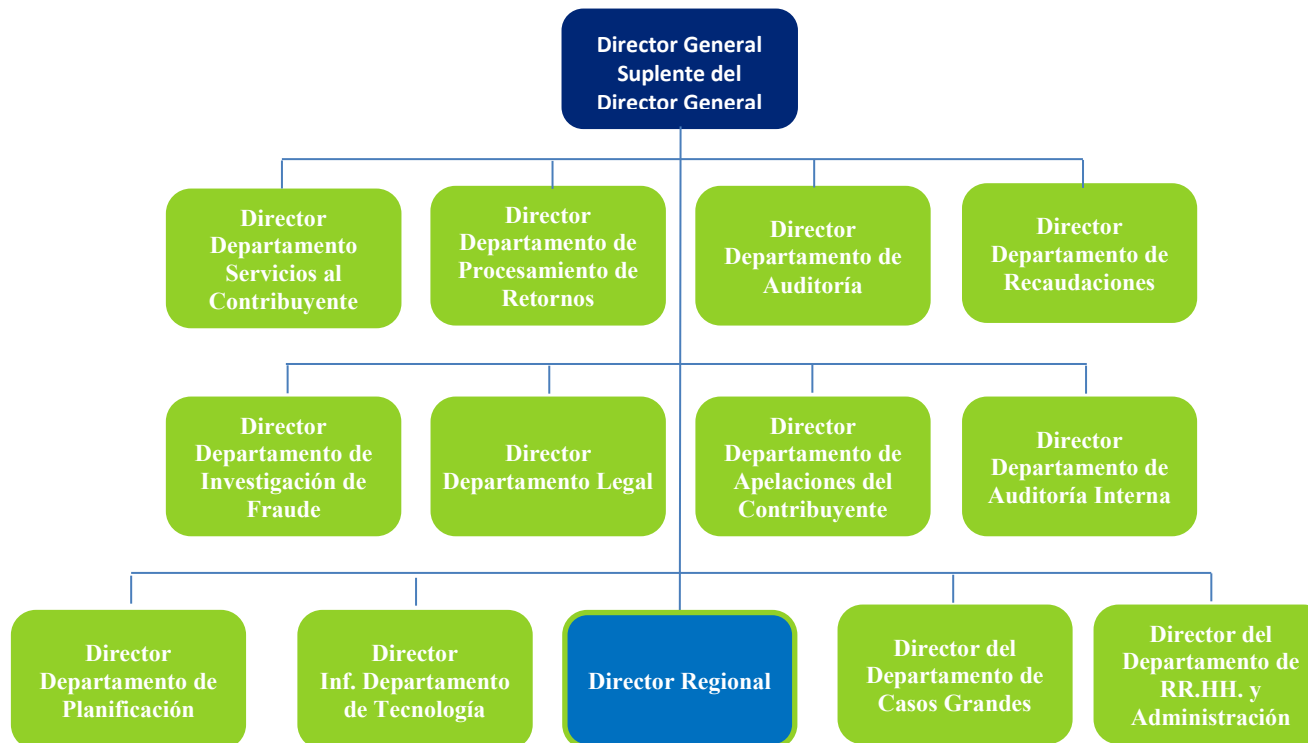 Director General
Suplente del
Director General
Director
Departamento
Servicios al
Contribuyente
Director
Departamento de
Procesamiento de
Retornos
Director
Departamento de
Auditoría
Director
Departamento de
Recaudaciones
Director
Departamento de
Investigación de
Fraude
Director
Departamento Legal
Director
Departamento de
Apelaciones del
Contribuyente
Director
Departamento de
Auditoría Interna
Director
Departamento de
Planificación
Director
Inf. Departamento
de Tecnología
Director Regional
Director del
Departamento de
Casos Grandes
Director del
Departamento de
RR.HH. y
Administración